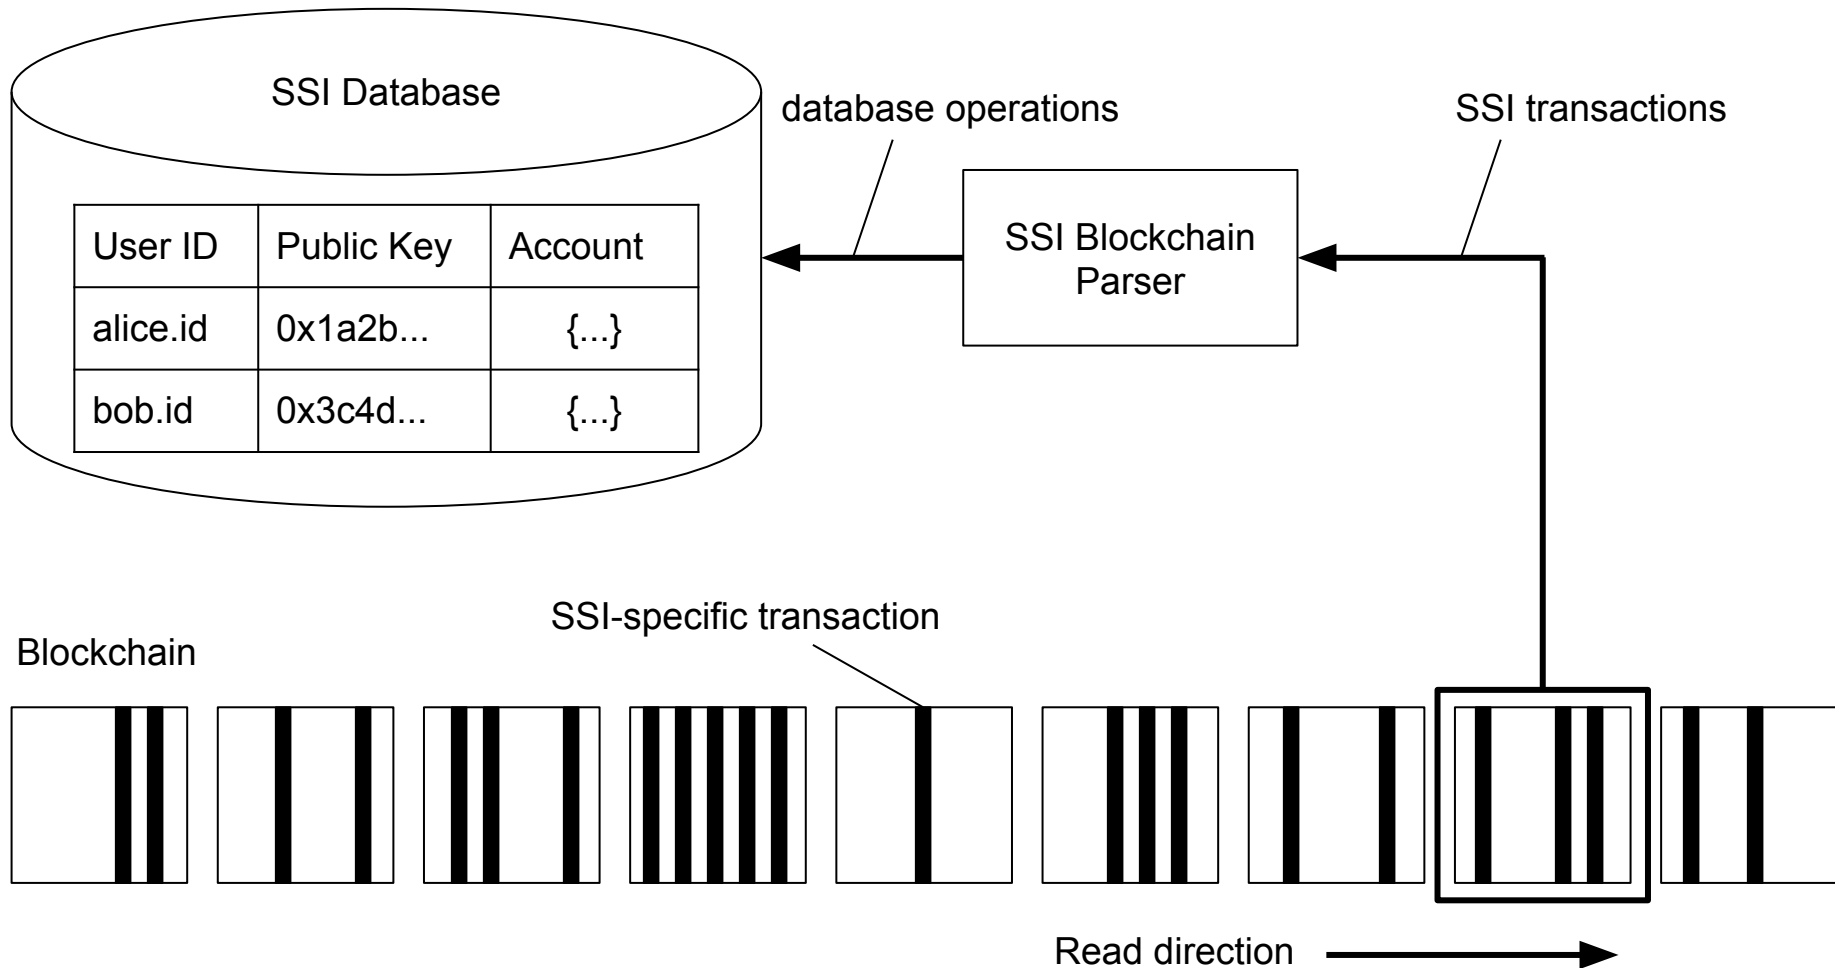 SSI Database
database operations
SSI transactions
User ID Public Key Account
alice.id 0x1a2b... {...}
bob.id 0x3c4d... {...}
SSI Blockchain
Parser
SSI-specific transaction
Blockchain
Read direction